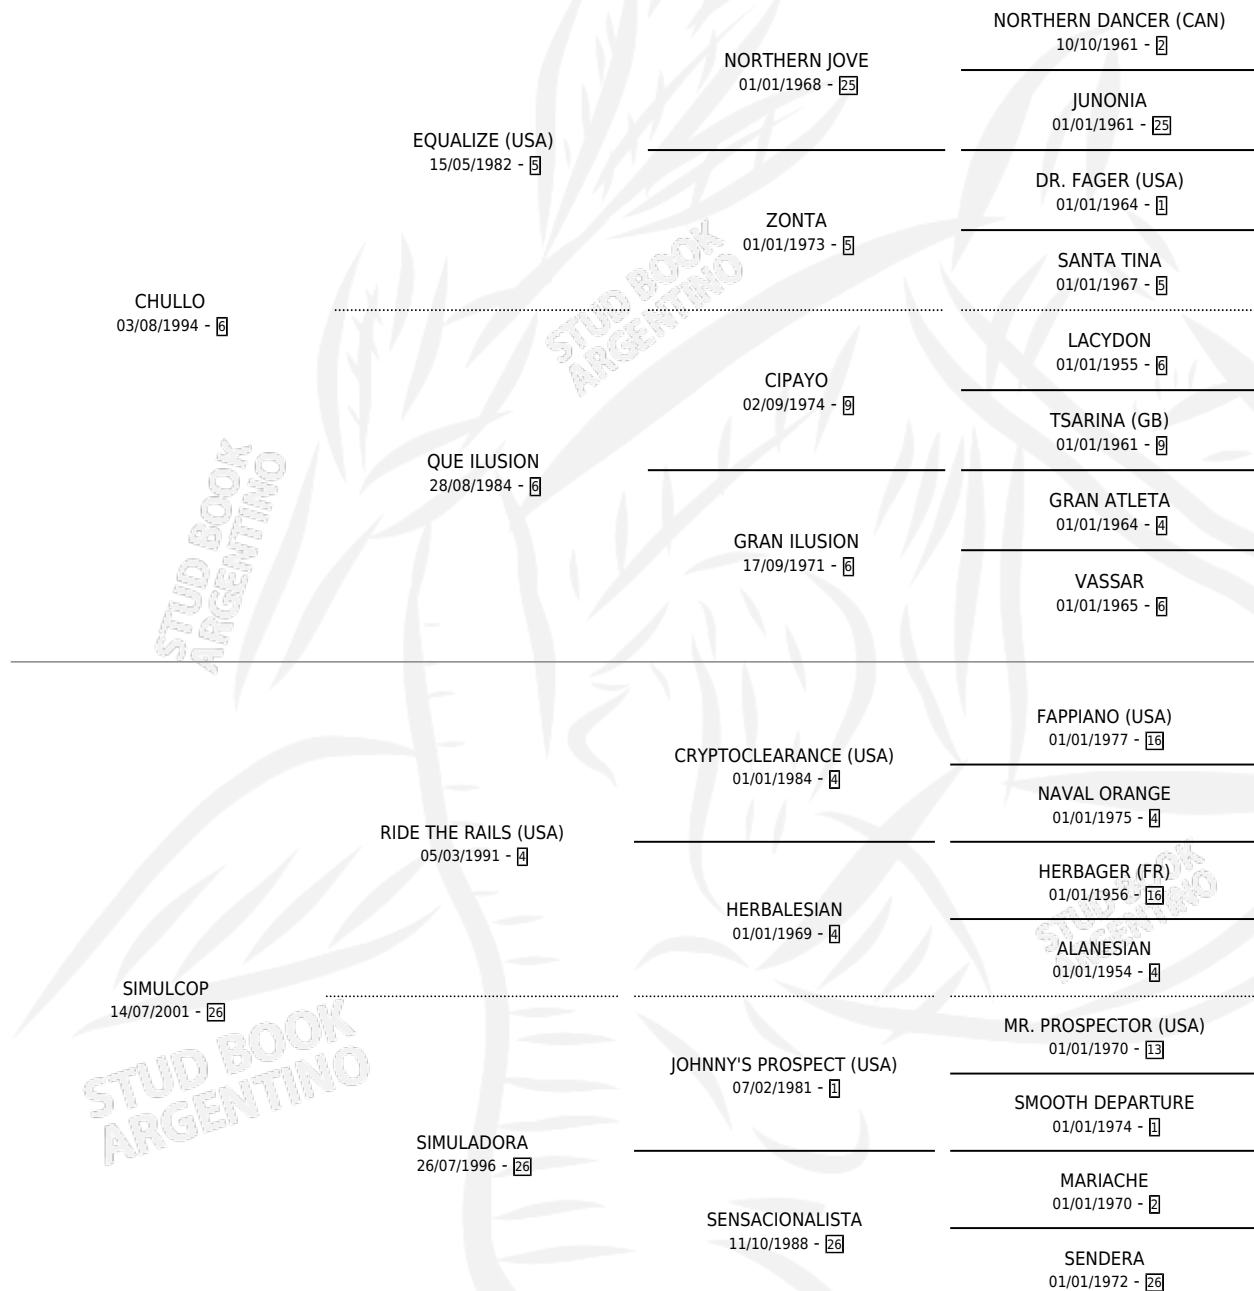 NORTHERN DANCER (CAN)
10/10/1961 - 2
NORTHERN JOVE
01/01/1968 - 25
JUNONIA
01/01/1961 - 25
EQUALIZE (USA)
15/05/1982 - 5
DR. FAGER (USA)
01/01/1964 - 1
ZONTA
01/01/1973 - 5
SANTA TINA
01/01/1967 - 5
STUD BOOK
ARGENTINO
CHULLO
03/08/1994 - 6
LACYDON
01/01/1955 - 6
CIPAYO
02/09/1974 - 9
TSARINA (GB)
01/01/1961 - 9
QUE ILUSION
28/08/1984 - 6
GRAN ATLETA
01/01/1964 - 4
GRAN ILUSION
17/09/1971 - 6
VASSAR
01/01/1965 - 6
STUD BOOK
ARGENTINO
FAPPIANO (USA)
01/01/1977 - 16
CRYPTOCLEARANCE (USA)
01/01/1984 - 4
NAVAL ORANGE
01/01/1975 - 4
RIDE THE RAILS (USA)
05/03/1991 - 4
HERBAGER (FR)
01/01/1956 - 16
HERBALESIAN
01/01/1969 - 4
ALANESIAN
01/01/1954 - 4
STUD BOOK
ARGENTINO
SIMULCOP
14/07/2001 - 26
MR. PROSPECTOR (USA)
01/01/1970 - 13
JOHNNY'S PROSPECT (USA)
07/02/1981 - 1
SMOOTH DEPARTURE
01/01/1974 - 1
STUD BOOK
ARGENTINO
SIMULADORA
26/07/1996 - 26
MARIACHE
01/01/1970 - 2
SENSACIONALISTA
11/10/1988 - 26
SENDERA
01/01/1972 - 26